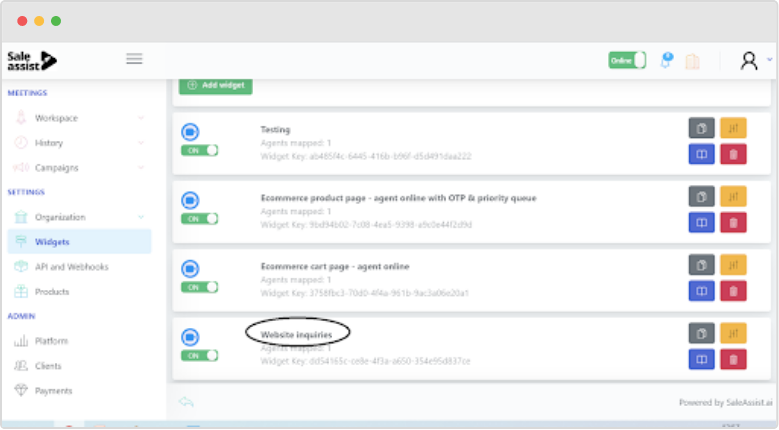 Sale
assist
Online
MEETINGS
Workspace
History
Campaigns
SETTINGS
Organization
Widgets
API and Webhooks
Products
ADMIN
Platform
Clients
Payments
Add widget
Testing
ON
Agents mapped: 1
Widget Key: ab485f4c-6445-416b-b96f-d5d491daa222
Ecommerce product page - agent online with OTP & priority queue
ON
Agents mapped: 1
Widget Key: 9bd94b02-7c08-4ea5-9398-a9c0e44f2d9d
Ecommerce cart page - agent online
ON
Agents mapped: 1
Widget Key: 3758fbc3-70d0-4f4a-961b-9ac3a06e20a1
Website inquiries
ON
Agents mapped: 1
Widget Key: dd54165c-ce8e-4f3a-a650-354e95d837ce
Powered by SaleAssist.ai